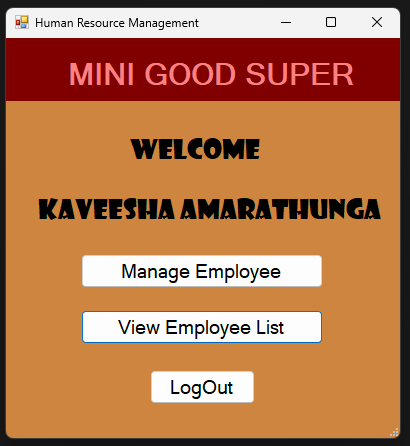 Human Resource Management
MINI GOOD SUPER
WELCOME
KAVEESHA AMARATHUNGA
Manage Employee
View Employee List
LogOut